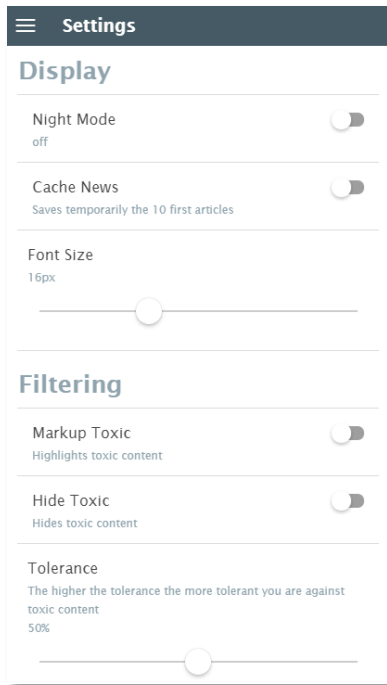 Settings
Display
Night Mode
off
Cache News
Saves temporarily the 10 first articles
Font Size
16px
Filtering
Markup Toxic
Highlights toxic content
Hide Toxic
Hides toxic content
Tolerance
The higher the tolerance the more tolerant you are against
toxic content
50%